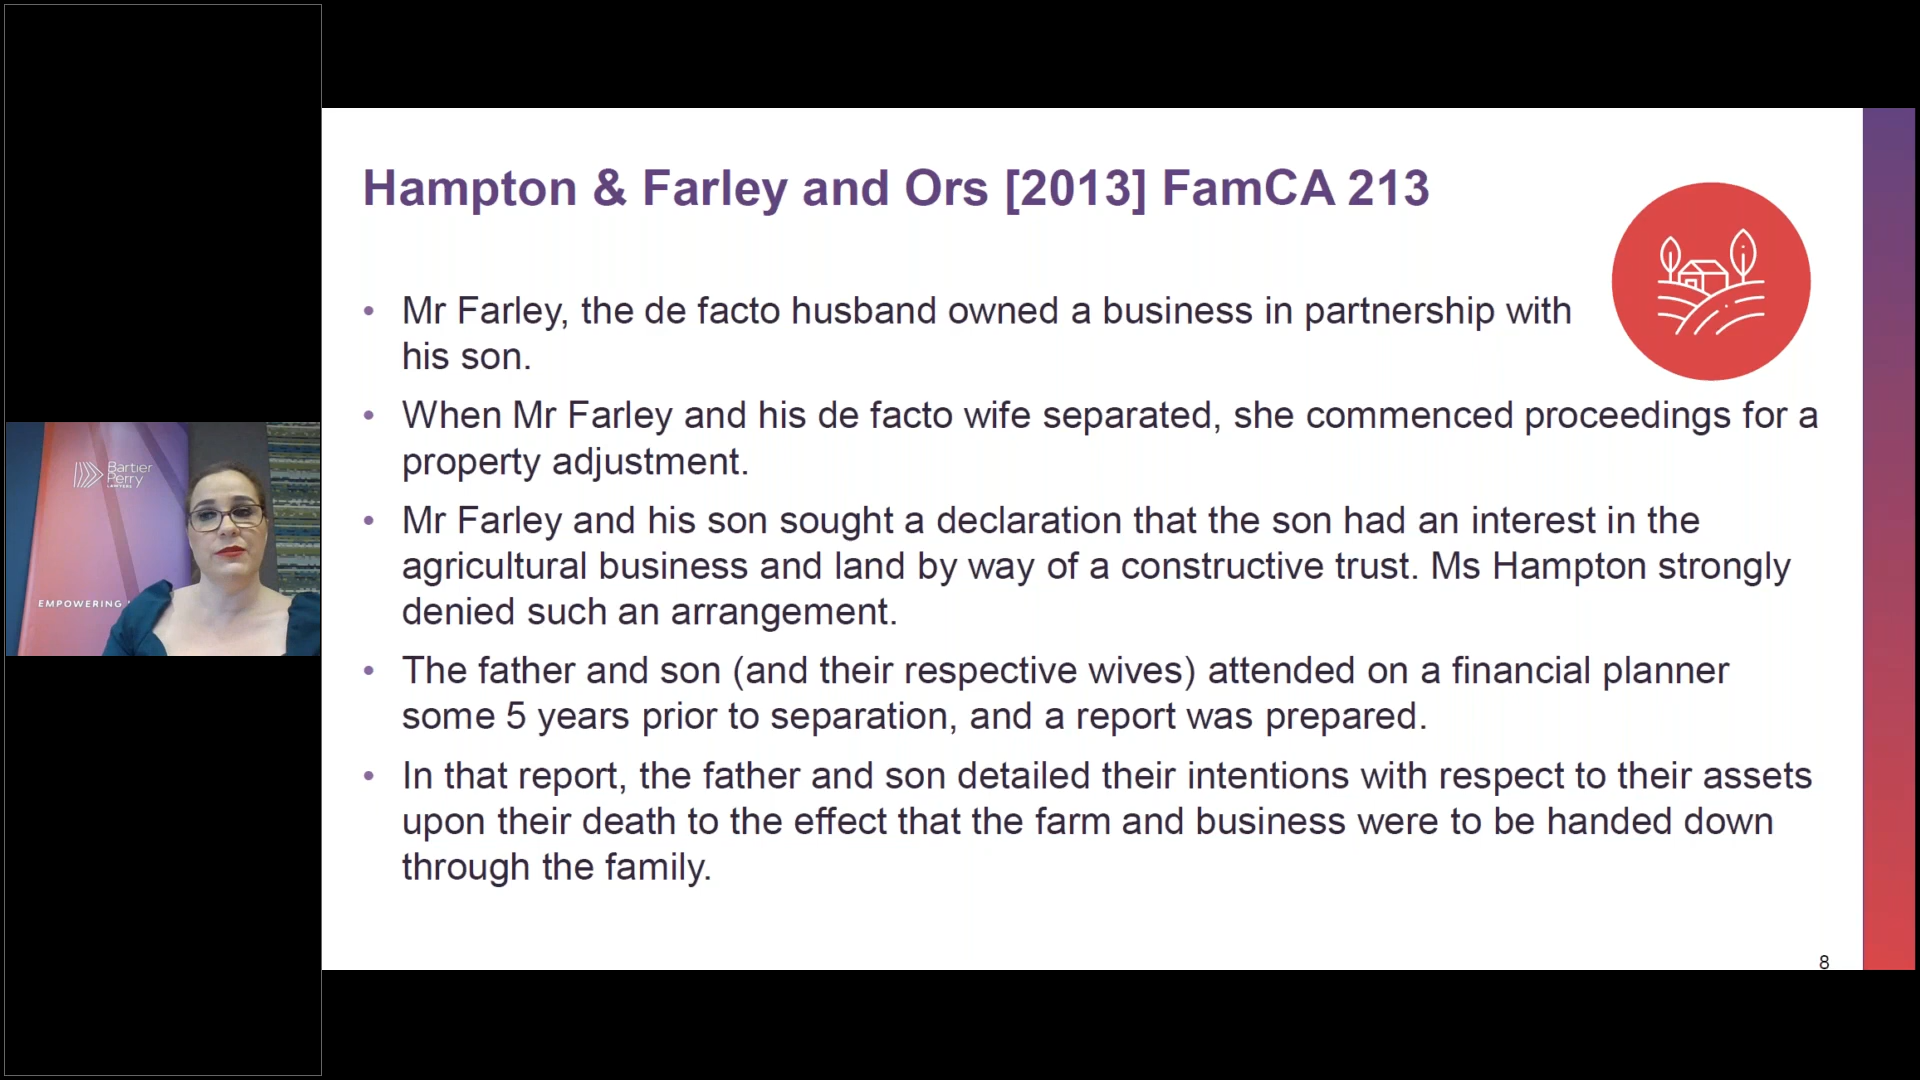 Hampton & Farley and Ors [2013] FamCA 213
• Mr Farley, the de facto husband owned a business in partnership with
his son.
• When Mr Farley and his de facto wife separated, she commenced proceedings for a
property adjustment.
• Mr Farley and his son sought a declaration that the son had an interest in the
agricultural business and land by way of a constructive trust. Ms Hampton strongly
denied such an arrangement.
• The father and son (and their respective wives) attended on a financial planner
some 5 years prior to separation, and a report was prepared.
• In that report, the father and son detailed their intentions with respect to their assets
upon their death to the effect that the farm and business were to be handed down
through the family.
8
Bartier
Perry
LAWYERS
EMPOWERING